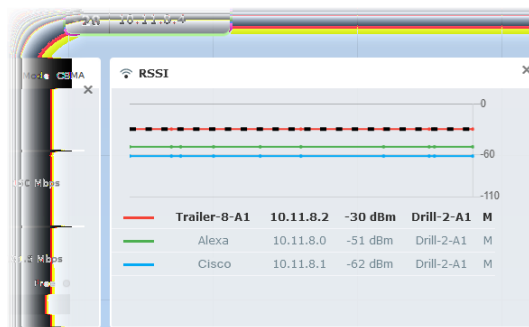 10.11.8.4
RSSI
0
-60
-110
Trailer-8-A1 10.11.8.2 -30 dBm Drill-2-A1 M
Alexa 10.11.8.0 -51 dBm Drill-2-A1 M
Cisco 10.11.8.1 -62 dBm Drill-2-A1 M
Mbps
Mbps